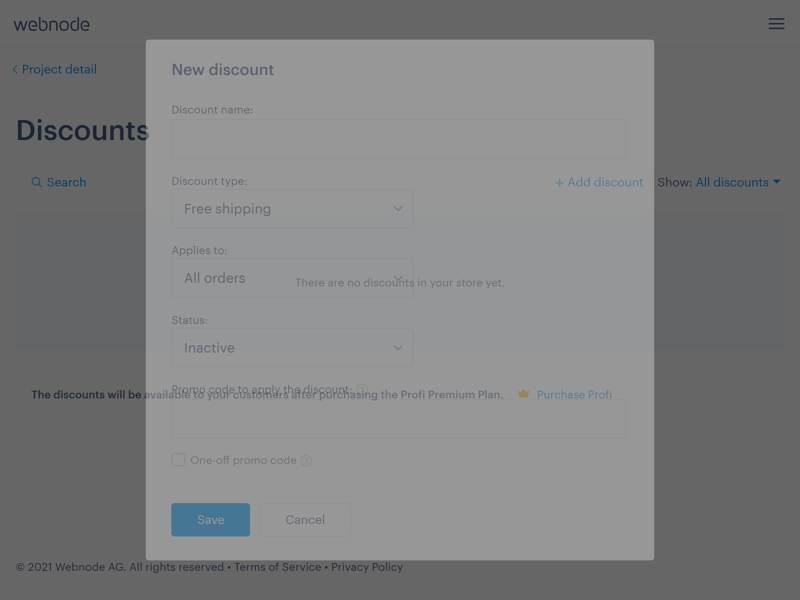 webnode
Project detail
New discount
Discount name:
Discounts
Search
Discount type:
+ Add discount
Show: All discounts
Free shipping
Applies to:
All orders
There are no discounts in your store yet.
Status:
Inactive
Promo code to apply the discount:
The discounts will be available to your customers after purchasing the Profi Premium Plan.
Purchase Profi
One-off promo code
Save
Cancel
© 2021 Webnode AG. All rights reserved • Terms of Service • Privacy Policy